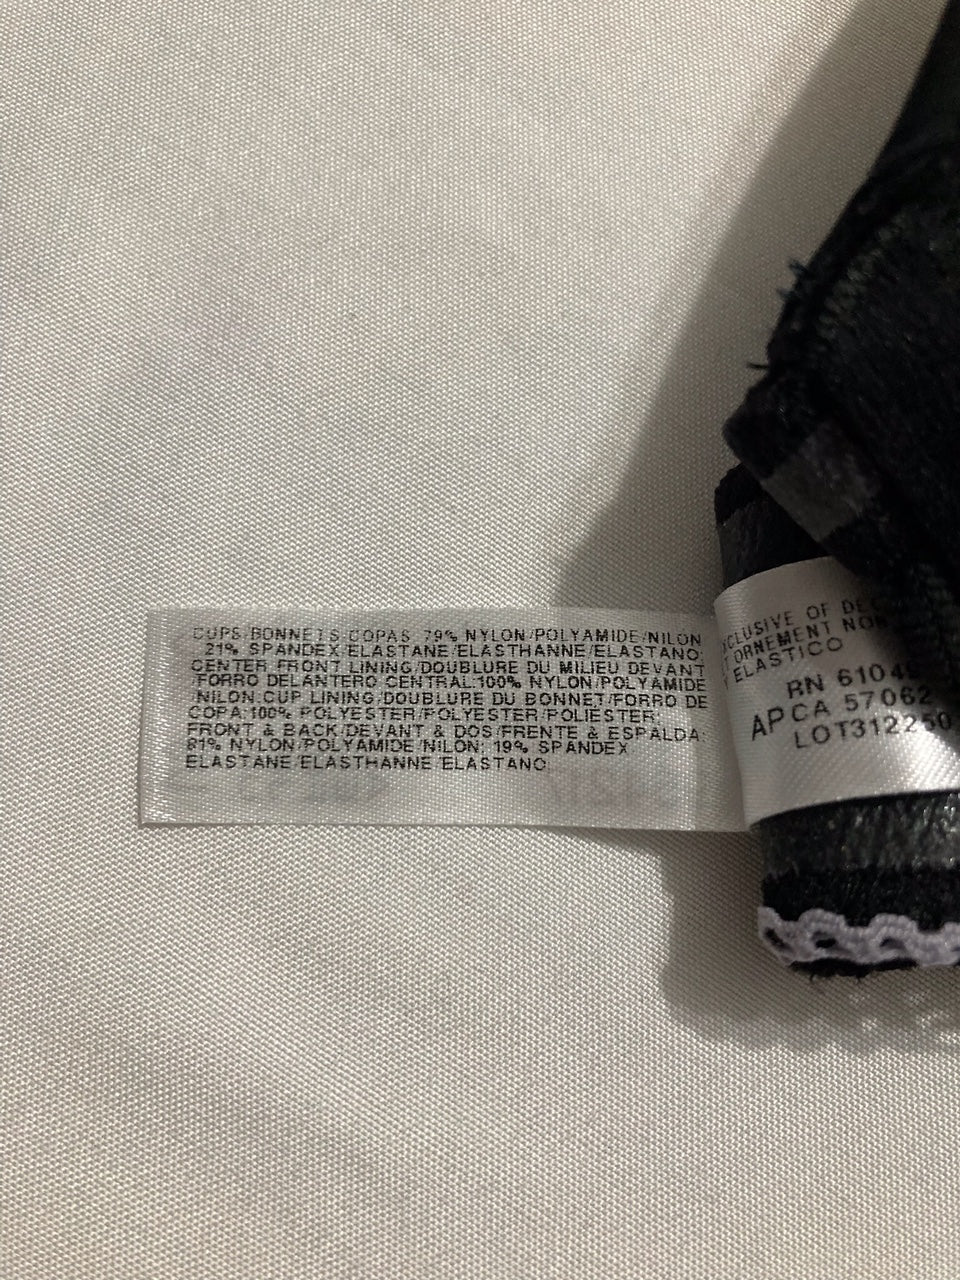 CUPS/BONNETS/COPAS 79% NYLON/POLYAMIDE/NILON
21% SPANDEX/ELASTANE/ELASTHANNE/ELASTANO;
CENTER FRONT LINING/DOUBLURE DU MILIEU DEVANT
FORRO DELANTERO CENTRAL:100% NYLON/POLYAMIDE
/NILON CUP LINING/DOUBLURE DU BONNET/FORRO DE
COPA:100% POLYESTER/POLYESTER/POLIESTER;
FRONT & BACK/DEVANT & DOS/FRENTE & ESPALDA:
81% NYLON/POLYAMIDE/NILON; 19% SPANDEX
ELASTANE/ELASTHANNE/ELASTANO
XCLUSIVE OF DEC
ORNEMENT NON
ELASTICO
RN 6104
AP CA 57062
LOT312250